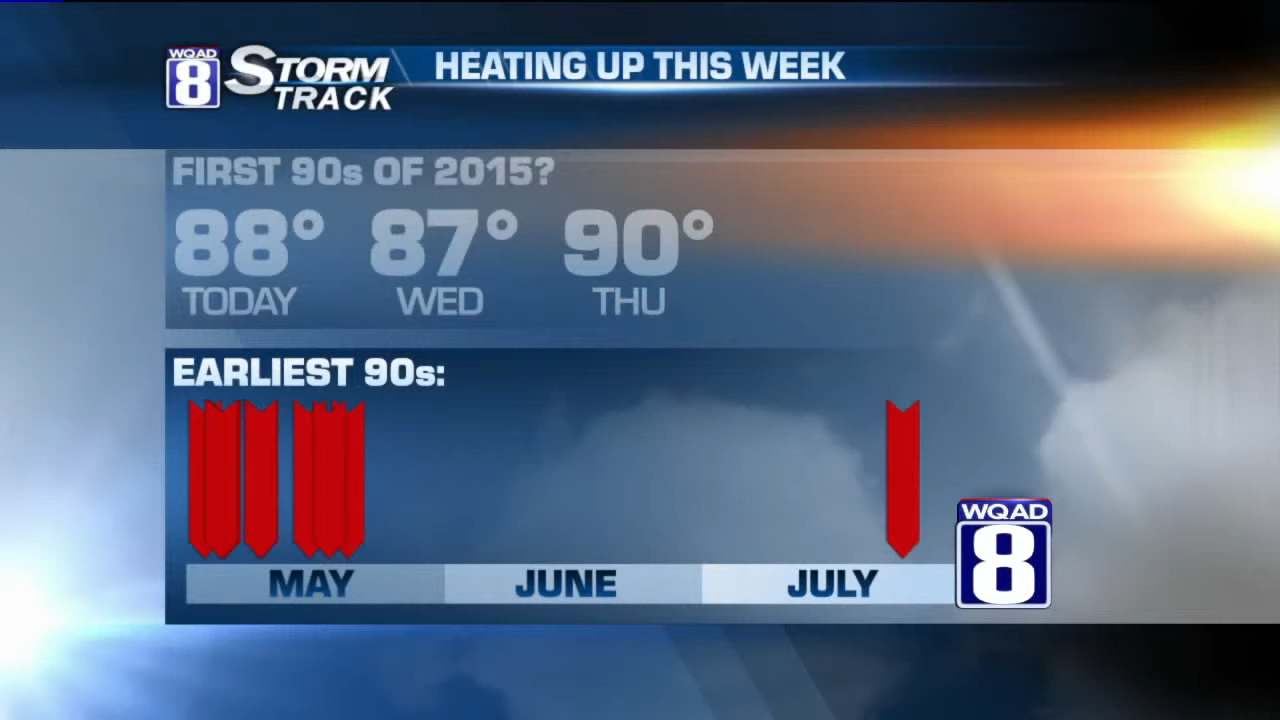 WQAD
8
STORM
TRACK
HEATING UP THIS WEEK
FIRST 90s OF 2015?
88° 87° 90°
TODAY WED THU
EARLIEST 90s:
MAY JUNE JULY
WQAD
8